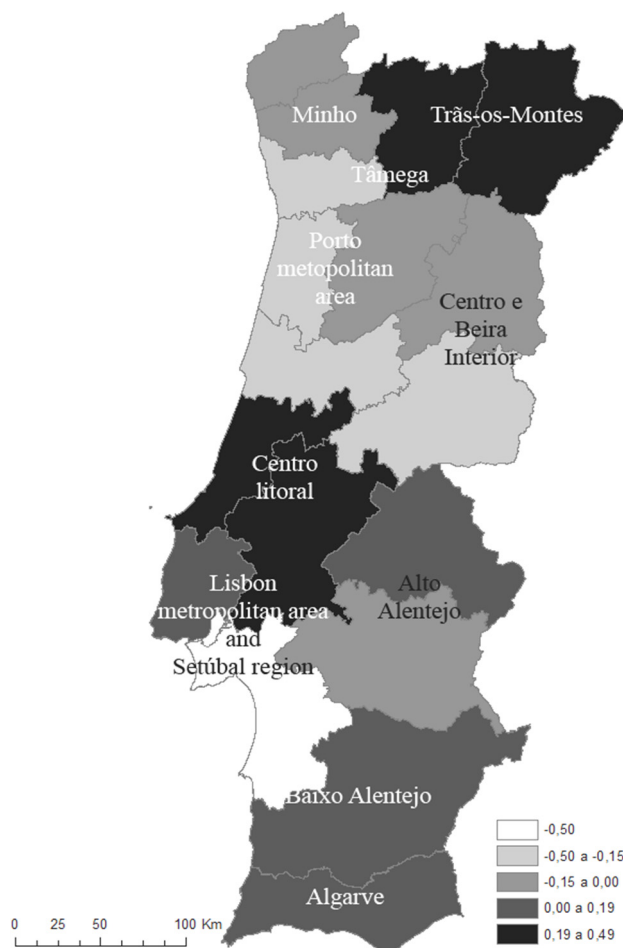 Minho
Trãs-os-Montes
Tâmega
Porto
metopolitan
area
Centro e
Beira
Interior
Centro
litoral
Alto
Alentejo
Lisbon
metropolitan area
and
Setúbal region
Baixo Alentejo
Algarve
-0,50
-0,50 a -0,15
-0,15 a 0,00
0,00 a 0,19
0,19 a 0,49
0 25 50 100 Km